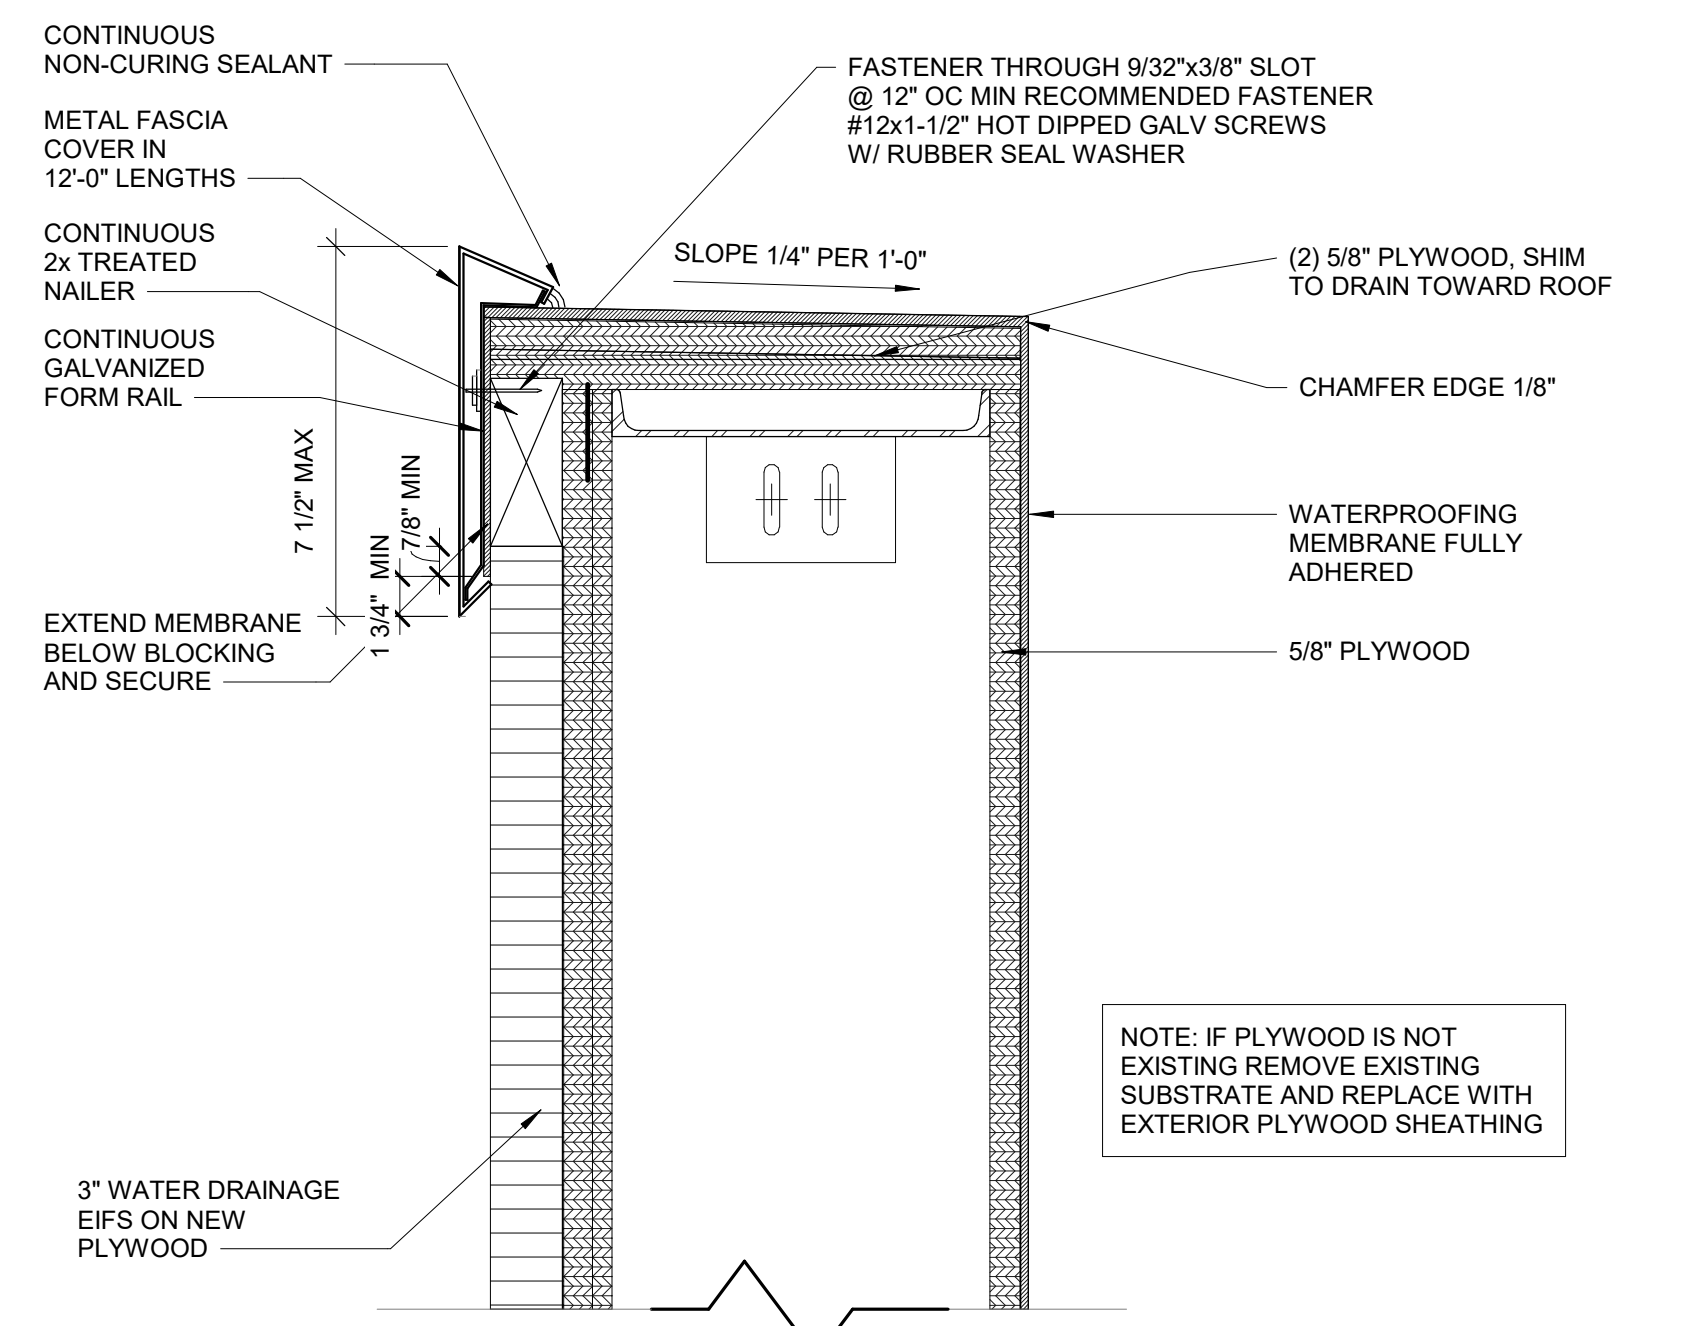 CONTINUOUS
NON-CURING SEALANT
METAL FASCIA
COVER IN
12'-0" LENGTHS
CONTINUOUS
2x TREATED
NAILER
CONTINUOUS
GALVANIZED
FORM RAIL
7 1/2" MAX
7/8" MIN
1 3/4" MIN
EXTEND MEMBRANE
BELOW BLOCKING
AND SECURE
3" WATER DRAINAGE
EIFS ON NEW
PLYWOOD
FASTENER THROUGH 9/32"x3/8" SLOT
@ 12" OC MIN RECOMMENDED FASTENER
#12x1-1/2" HOT DIPPED GALV SCREWS
W/ RUBBER SEAL WASHER
SLOPE 1/4" PER 1'-0"
(2) 5/8" PLYWOOD, SHIM
TO DRAIN TOWARD ROOF
CHAMFER EDGE 1/8"
WATERPROOFING
MEMBRANE FULLY
ADHERED
5/8" PLYWOOD
NOTE: IF PLYWOOD IS NOT
EXISTING REMOVE EXISTING
SUBSTRATE AND REPLACE WITH
EXTERIOR PLYWOOD SHEATHING